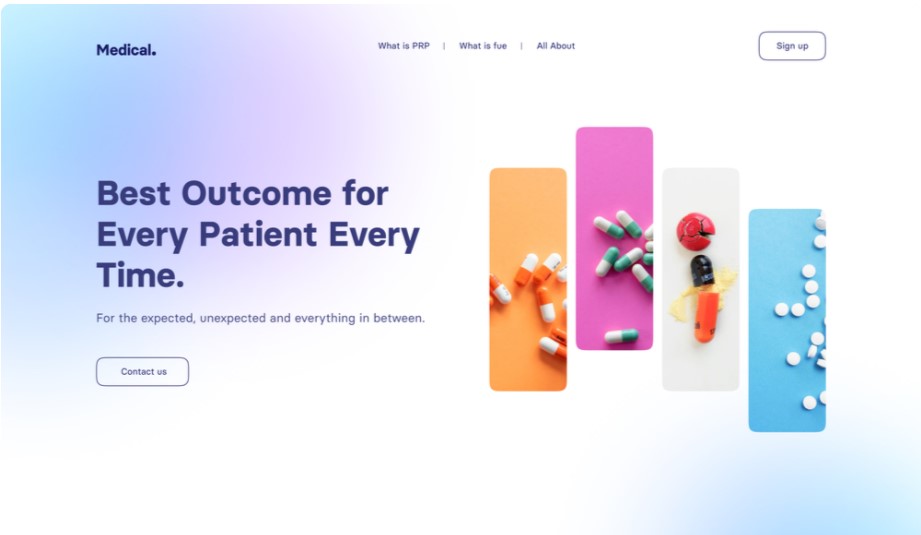 Medical.
What is PRP | What is fue | All About
Sign up
Best Outcome for
Every Patient Every
Time.
For the expected, unexpected and everything in between.
Contact us